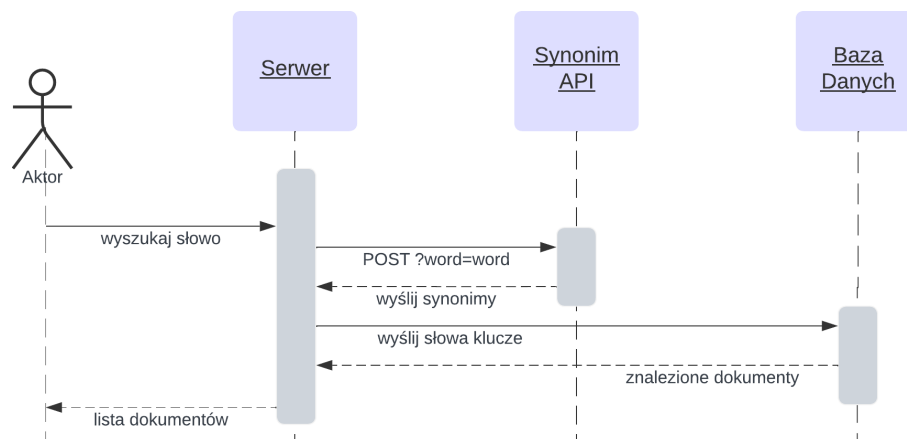 Serwer
Synonim
API
Baza
Danych
Aktor
wyszukaj słowo
POST ?word=word
wyślij synonimy
wyślij słowa klucze
znalezione dokumenty
lista dokumentów